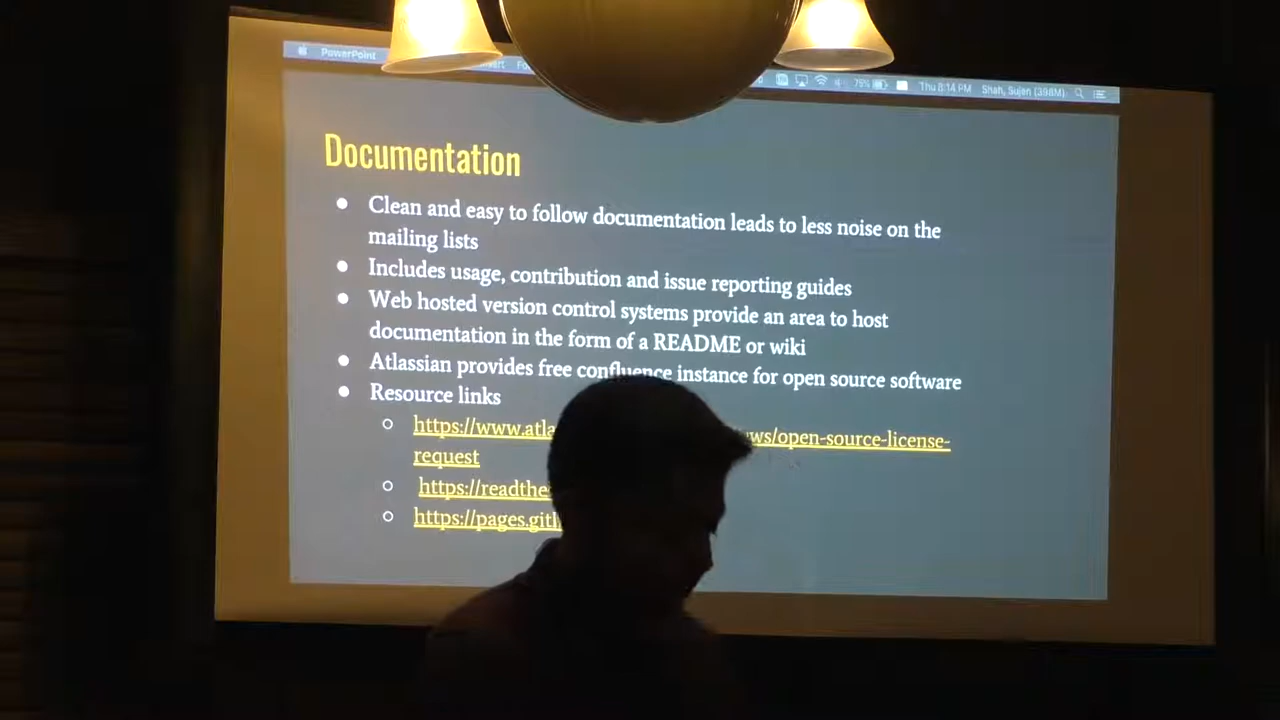 PowerPoint
75% Thu 8:14 PM Shah, Sujen (398M)
Documentation
Clean and easy to follow documentation leads to less noise on the
mailing lists
Includes usage, contribution and issue reporting guides
Web hosted version control systems provide an area to host
documentation in the form of a README or wiki
Atlassian provides free confluence instance for open source software
Resource links
https://www.atla ws/open-source-license-
request
https://readthe
https://pages.git